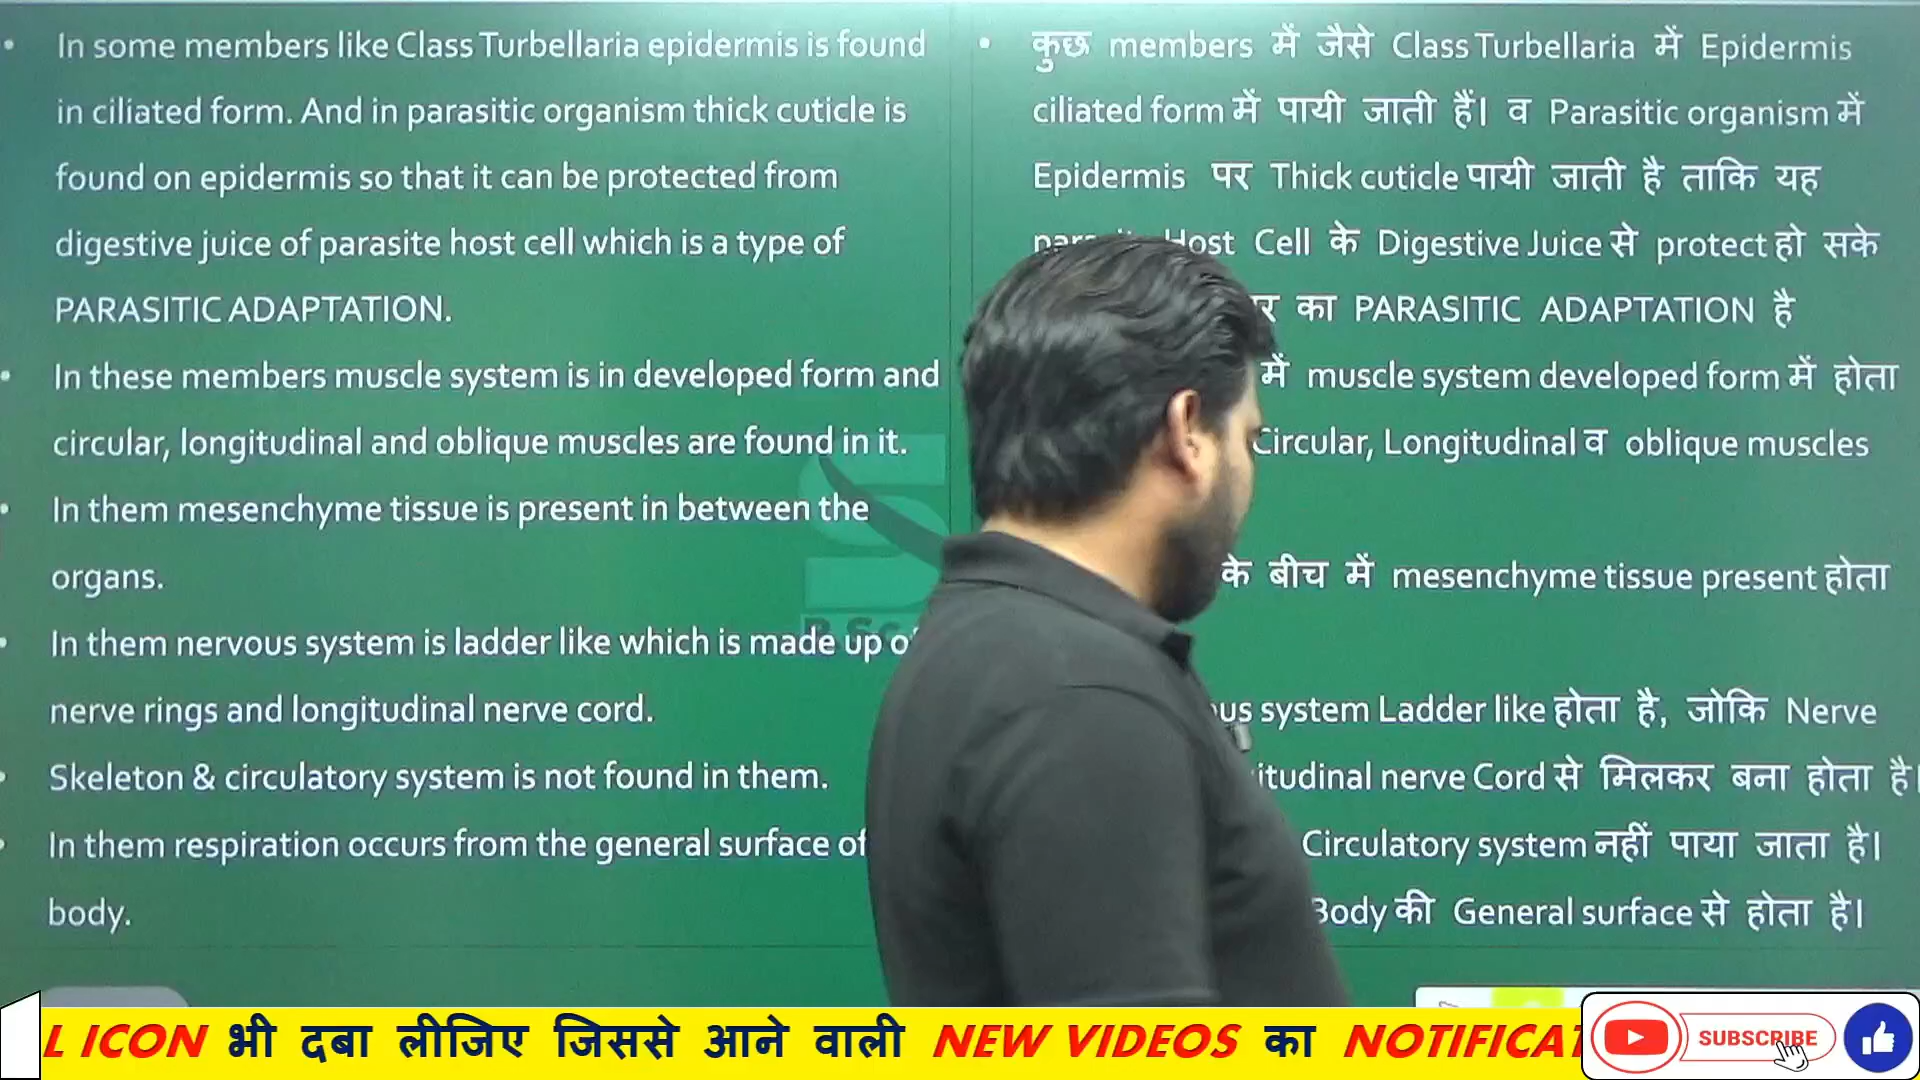 • In some members like Class Turbellaria epidermis is found
in ciliated form. And in parasitic organism thick cuticle is
found on epidermis so that it can be protected from
digestive juice of parasite host cell which is a type of
PARASITIC ADAPTATION.
• In these members muscle system is in developed form and
circular, longitudinal and oblique muscles are found in it.
• In them mesenchyme tissue is present in between the
organs.
• In them nervous system is ladder like which is made up of
nerve rings and longitudinal nerve cord.
• Skeleton & circulatory system is not found in them.
• In them respiration occurs from the general surface of
body.
• कुछ members में जैसे Class Turbellaria में Epidermis
ciliated form में पायी जाती हैं। व Parasitic organism में
Epidermis पर Thick cuticle पायी जाती है ताकि यह
Host Cell के Digestive Juice से protect हो सके
का PARASITIC ADAPTATION है
में muscle system developed form में होता
Circular, Longitudinal व oblique muscles
के बीच में mesenchyme tissue present होता
system Ladder like होता है, जोकि Nerve
nerve Cord से मिलकर बना होता है।
Circulatory system नहीं पाया जाता है।
Body की General surface से होता है।
L ICON भी दबा लीजिए जिससे आने वाली NEW VIDEOS का NOTIFICAT
SUBSCRIBE